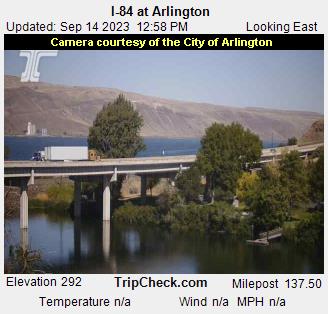 I-84 at Arlington
Updated: Sep 14 2023 12:58 PM Looking East
Camera courtesy of the City of Arlington
Elevation 292 TripCheck.com Milepost 137.50
Temperature n/a Wind n/a MPH n/a